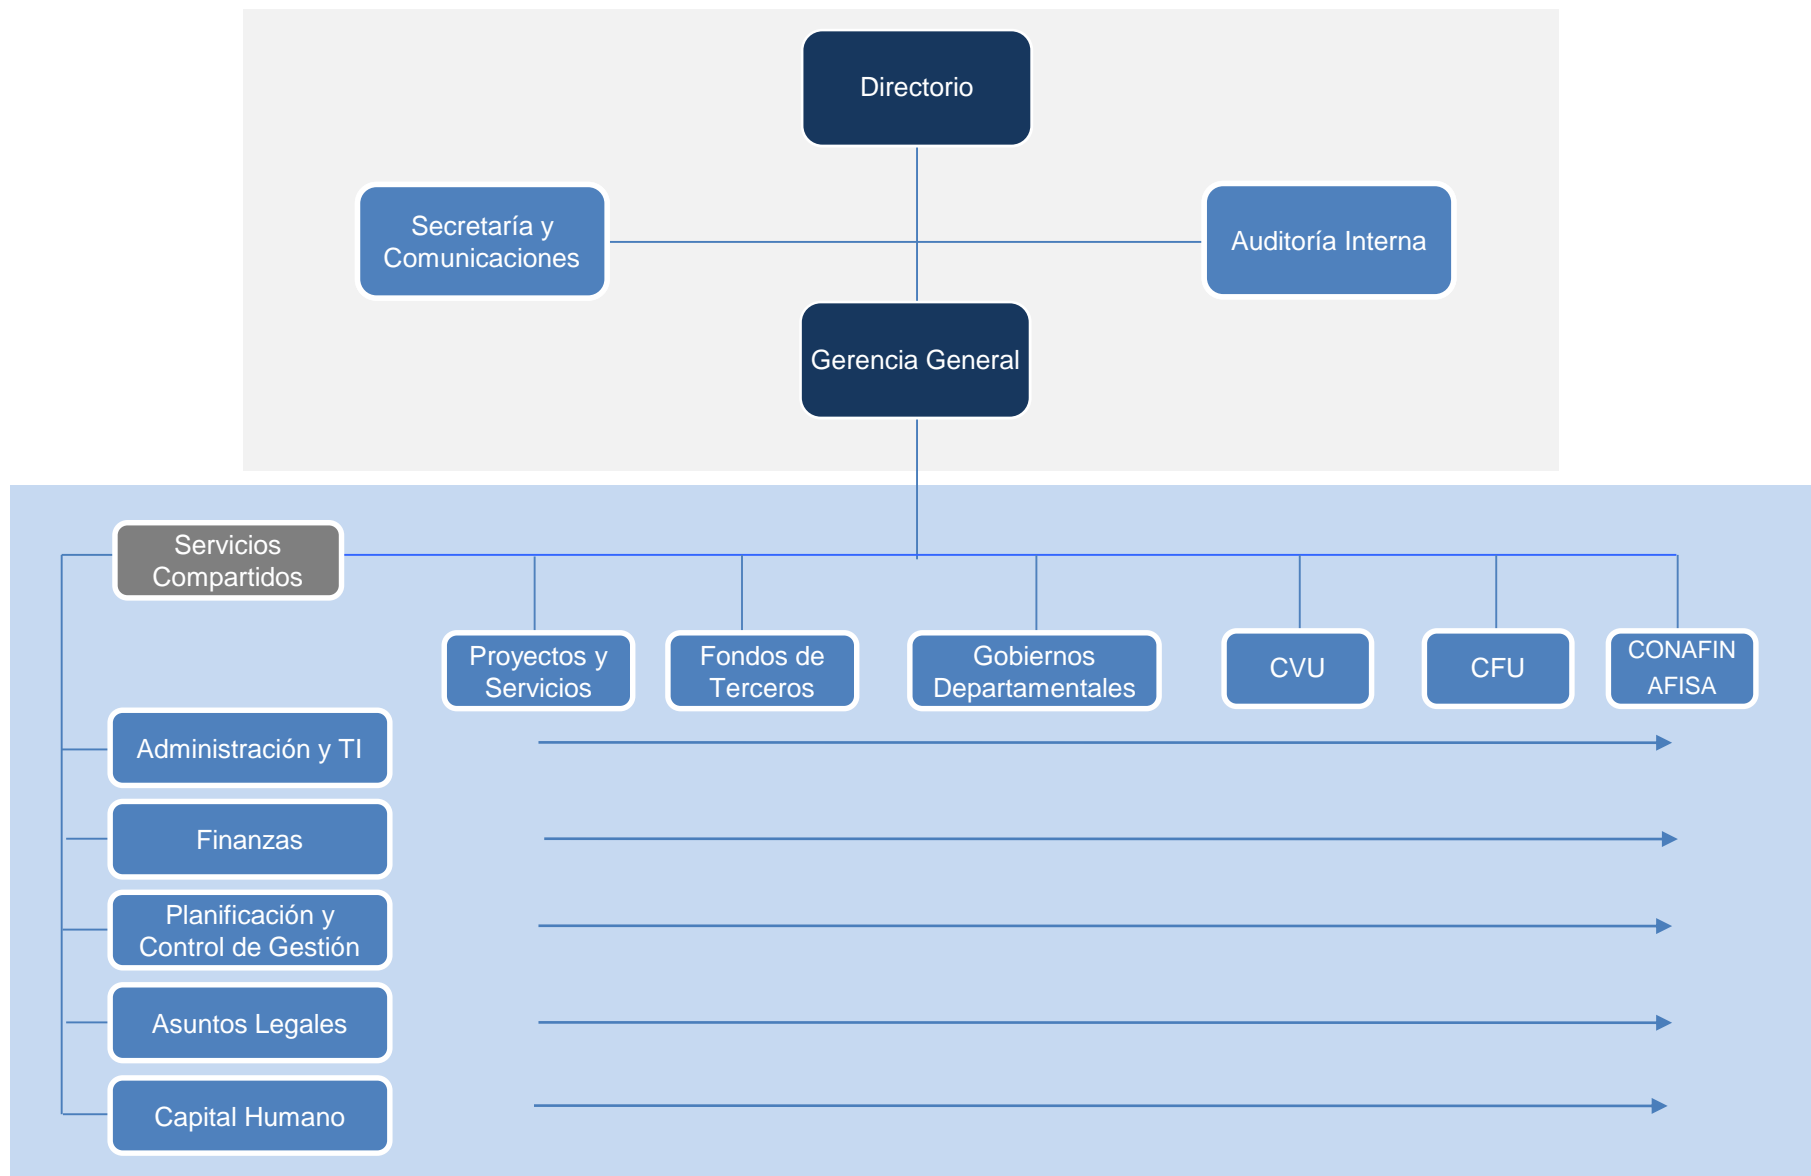 Directorio
Secretaría y
Comunicaciones
Auditoría Interna
Gerencia General
Servicios
Compartidos
Proyectos y
Servicios
Fondos de
Terceros
Gobiernos
Departamentales
CVU
CFU
CONAFIN
AFISA
Administración y TI
Finanzas
Planificación y
Control de Gestión
Asuntos Legales
Capital Humano